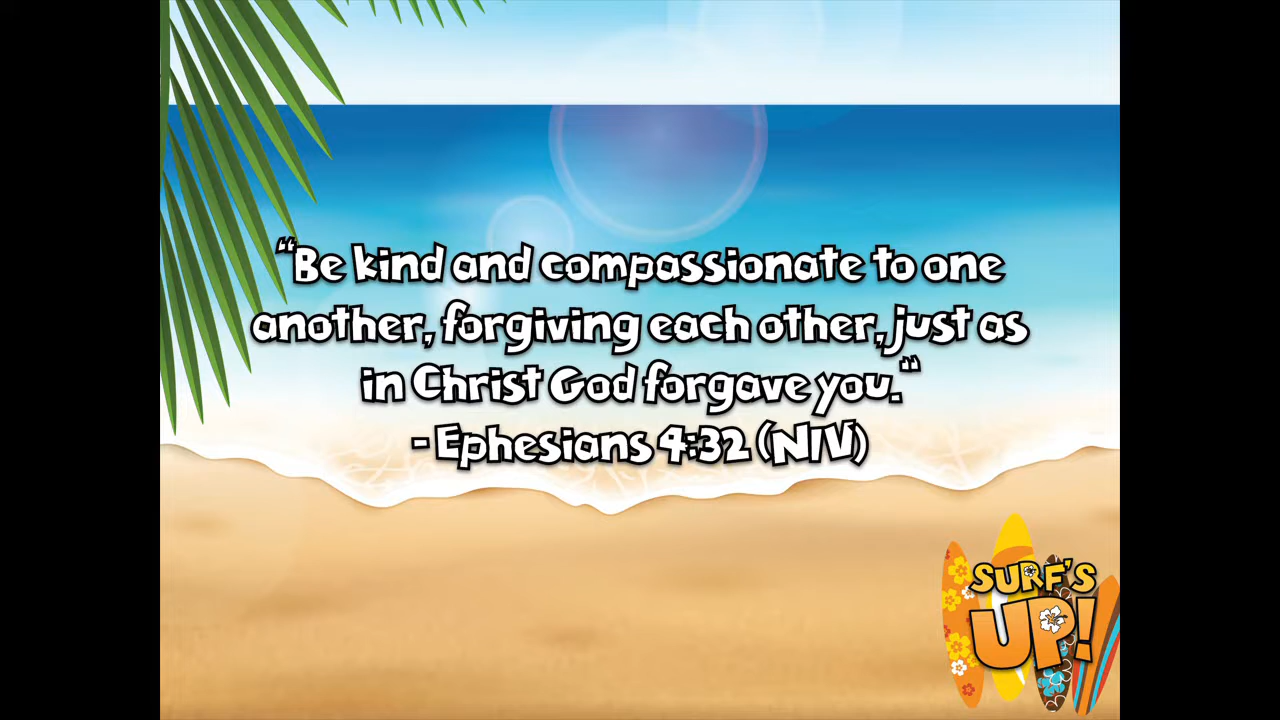 “Be kind and compassionate to one
another, forgiving each other, just as
in Christ God forgave you.“
- Ephesians 4:32 (NIV)
SURF'S
UP!